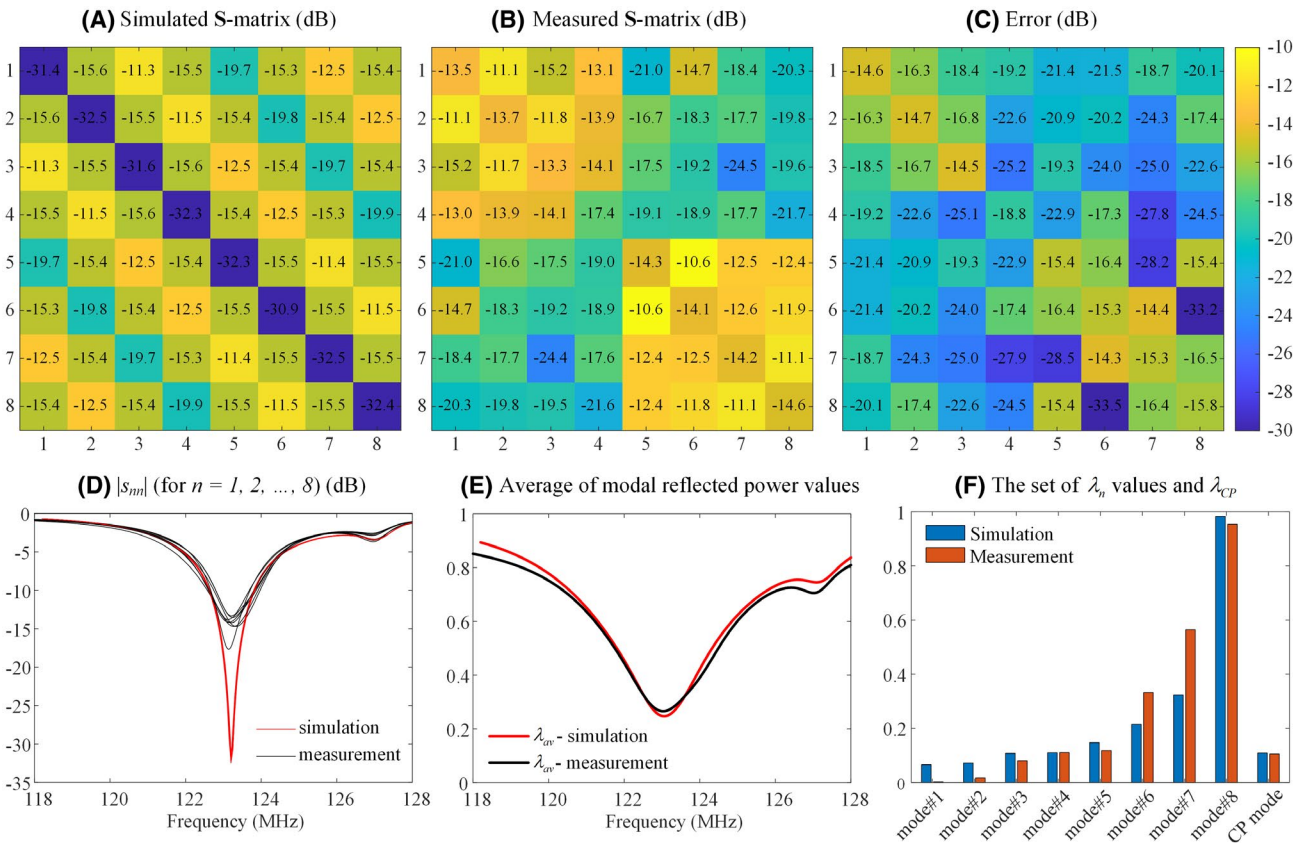 (A) Simulated S-matrix (dB)
(B) Measured S-matrix (dB)
(C) Error (dB)
1 -31.4 -15.6 -11.3 -15.5 -19.7 -15.3 -12.5 -15.4
2 -15.6 -32.5 -15.5 -11.5 -15.4 -19.8 -15.4 -12.5
3 -11.3 -15.5 -31.6 -15.6 -12.5 -15.4 -19.7 -15.4
4 -15.5 -11.5 -15.6 -32.3 -15.4 -12.5 -15.3 -19.9
5 -19.7 -15.4 -12.5 -15.4 -32.3 -15.5 -11.4 -15.5
6 -15.3 -19.8 -15.4 -12.5 -15.5 -30.9 -15.5 -11.5
7 -12.5 -15.4 -19.7 -15.3 -11.4 -15.5 -32.5 -15.5
8 -15.4 -12.5 -15.4 -19.9 -15.5 -11.5 -15.5 -32.4
1 2 3 4 5 6 7 8
1 -13.5 -11.1 -15.2 -13.1 -21.0 -14.7 -18.4 -20.3
2 -11.1 -13.7 -11.8 -13.9 -16.7 -18.3 -17.7 -19.8
3 -15.2 -11.7 -13.3 -14.1 -17.5 -19.2 -24.5 -19.6
4 -13.0 -13.9 -14.1 -17.4 -19.1 -18.9 -17.7 -21.7
5 -21.0 -16.6 -17.5 -19.0 -14.3 -10.6 -12.5 -12.4
6 -14.7 -18.3 -19.2 -18.9 -10.6 -14.1 -12.6 -11.9
7 -18.4 -17.7 -24.4 -17.6 -12.4 -12.5 -14.2 -11.1
8 -20.3 -19.8 -19.5 -21.6 -12.4 -11.8 -11.1 -14.6
1 2 3 4 5 6 7 8
1 -14.6 -16.3 -18.4 -19.2 -21.4 -21.5 -18.7 -20.1
2 -16.3 -14.7 -16.8 -22.6 -20.9 -20.2 -24.3 -17.4
3 -18.5 -16.7 -14.5 -25.2 -19.3 -24.0 -25.0 -22.6
4 -19.2 -22.6 -25.1 -18.8 -22.9 -17.3 -27.8 -24.5
5 -21.4 -20.9 -19.3 -22.9 -15.4 -16.4 -28.2 -15.4
6 -21.4 -20.2 -24.0 -17.4 -16.4 -15.3 -14.4 -33.2
7 -18.7 -24.3 -25.0 -27.9 -28.5 -14.3 -15.3 -16.5
8 -20.1 -17.4 -22.6 -24.5 -15.4 -33.5 -16.4 -15.8
1 2 3 4 5 6 7 8
-10
-12
-14
-16
-18
-20
-22
-24
-26
-28
-30
(D) |s_nn| (for n = 1, 2, ..., 8) (dB)
0
-5
-10
-15
-20
-25
-30
-35
simulation
measurement
118 120 122 124 126 128
Frequency (MHz)
(E) Average of modal reflected power values
1
0.8
0.6
0.4
0.2
0
λ_av - simulation
λ_av - measurement
118 120 122 124 126 128
Frequency (MHz)
(F) The set of λ_n values and λ_CP
1
0.8
0.6
0.4
0.2
0
Simulation
Measurement
mode#1 mode#2 mode#3 mode#4 mode#5 mode#6 mode#7 mode#8 CP mode